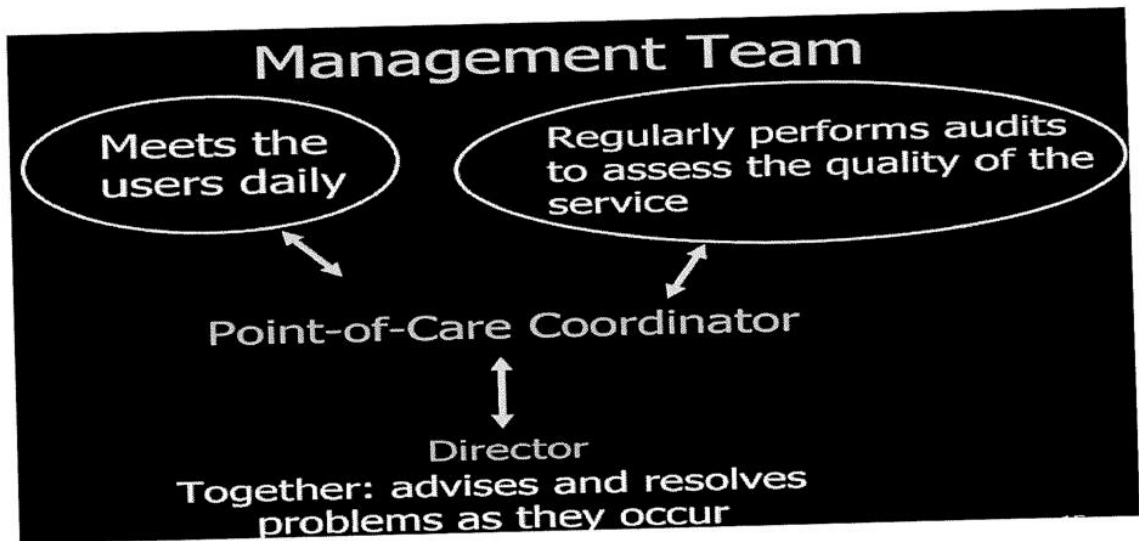 Management Team
Meets the
users daily
Regularly performs audits
to assess the quality of the
service
Point-of-Care Coordinator
Director
Together: advises and resolves
problems as they occur